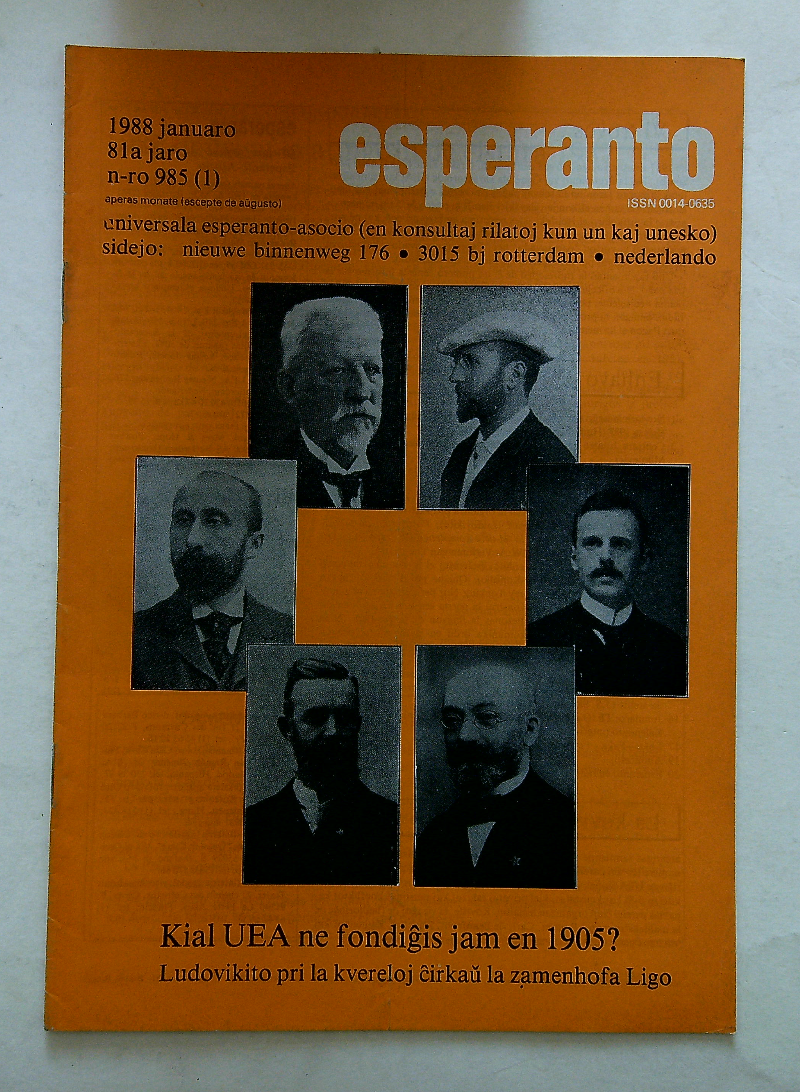 1988 januaro
81a jaro
n-ro 985 (1)
aperas monate (escepte de aŭgusto)
esperanto
ISSN 0014-0635
universala esperanto-asocio (en konsultaj rilatoj kun un kaj unesko)
sidejo: nieuwe binnenweg 176 • 3015 bj rotterdam • nederlando
Kial UEA ne fondiĝis jam en 1905?
Ludovikito pri la kvereloj ĉirkaŭ la zamenhofa Ligo